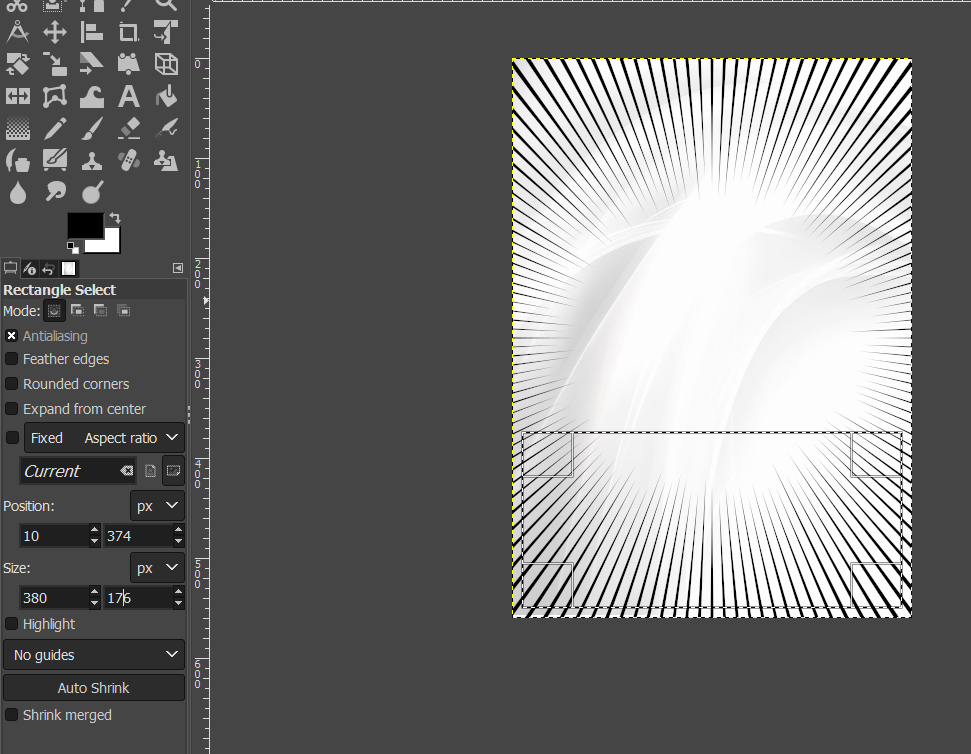 Rectangle Select
Mode:
Antialiasing
Feather edges
Rounded corners
Expand from center
Fixed Aspect ratio
Current
Position: px
10 374
Size: px
380 176
Highlight
No guides
Auto Shrink
Shrink merged
0
100
200
300
400
500
600